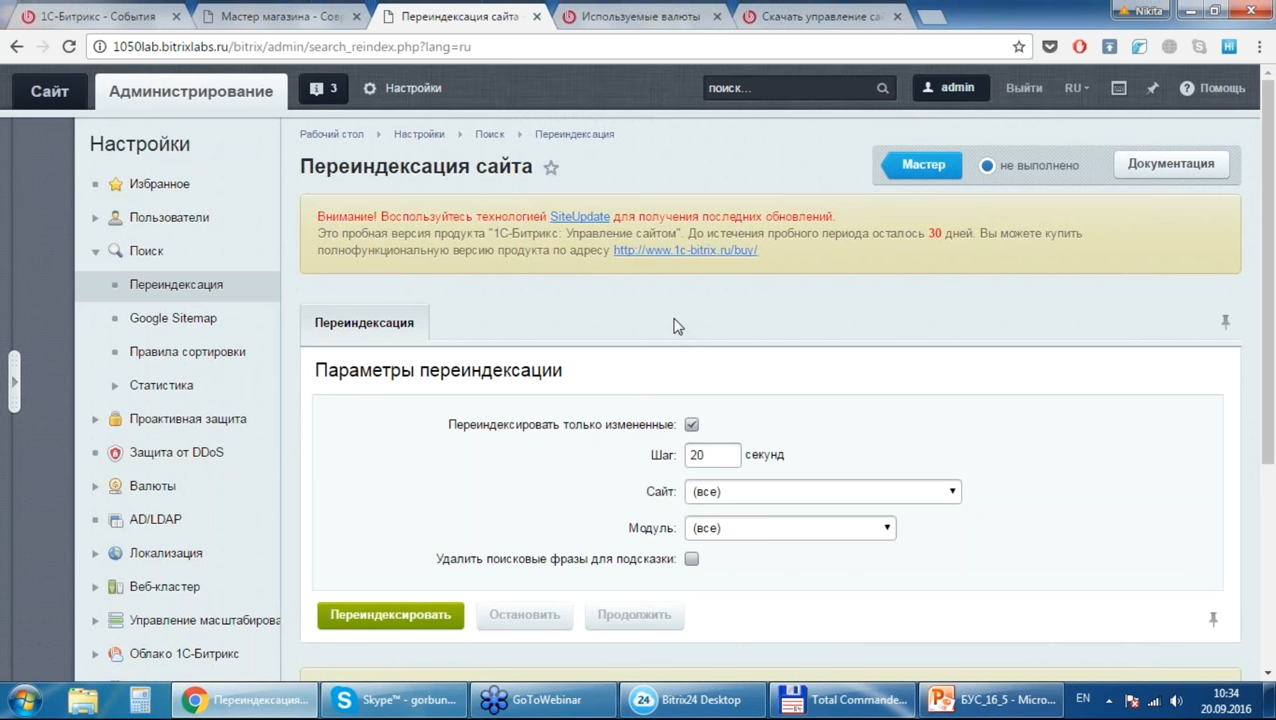 1С-Битрикс - События
Мастер магазина - Сов
Переиндексация сайта
Используемые валюты
Скачать управление са
Nikita
1050lab.bitrixlabs.ru/bitrix/admin/search_reindex.php?lang=ru
Hi
Сайт
Администрирование
3
Настройки
поиск...
admin
Выйти
RU
Помощь
Настройки
Избранное
Пользователи
Поиск
Переиндексация
Google Sitemap
Правила сортировки
Статистика
Проактивная защита
Защита от DDoS
Валюты
AD/LDAP
Локализация
Веб-кластер
Управление масштабирова
Облако 1С-Битрикс
Рабочий стол Настройки Поиск Переиндексация
Переиндексация сайта
Мастер
не выполнено
Документация
Внимание! Воспользуйтесь технологией SiteUpdate для получения последних обновлений.
Это пробная версия продукта "1С-Битрикс: Управление сайтом". До истечения пробного периода осталось 30 дней. Вы можете купить
полнофункциональную версию продукта по адресу http://www.1c-bitrix.ru/buy/
Переиндексация
Параметры переиндексации
Переиндексировать только измененные:
Шаг: 20 секунд
Сайт: (все)
Модуль: (все)
Удалить поисковые фразы для подсказки:
Переиндексировать Остановить Продолжить
Переиндексация...
Skype™ - gorbun...
GoToWebinar
24 Bitrix24 Desktop
Total Commande...
БУС_16_5 - Micro...
EN
10:34
20.09.2016